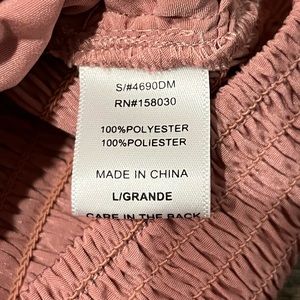 S/#4690DM
RN#158030
100%POLYESTER
100%POLIESTER
MADE IN CHINA
L/GRANDE
CARE IN THE BACK